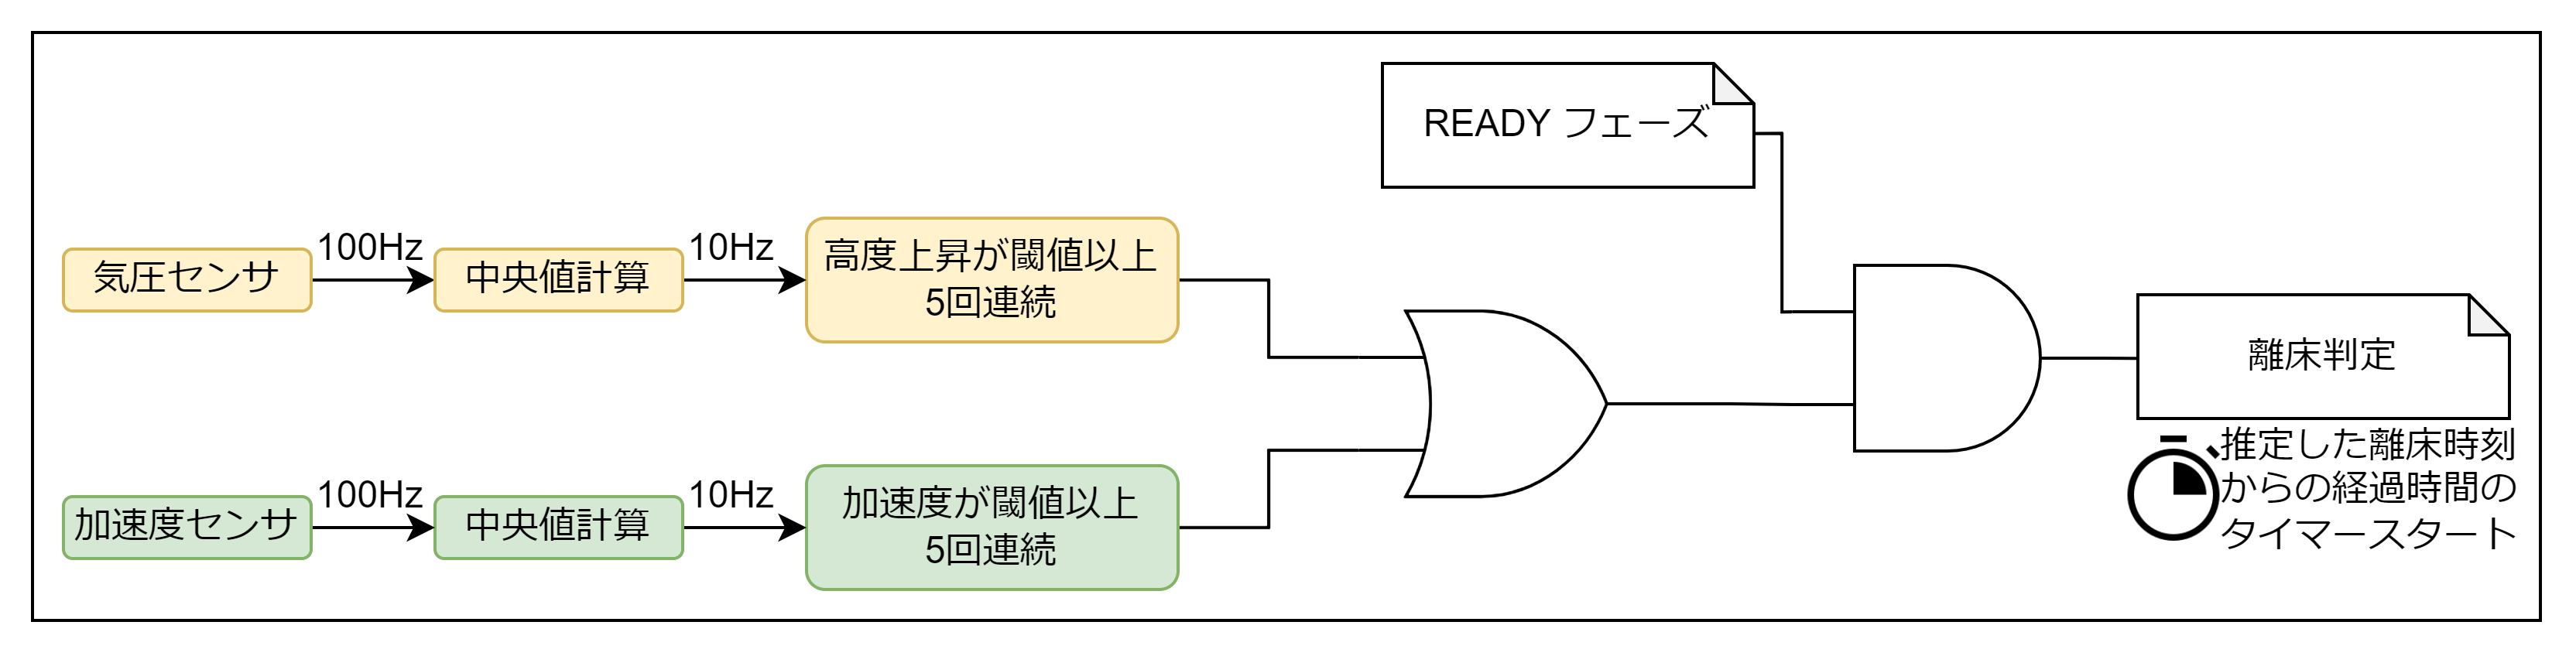 READY フェーズ
気圧センサ
100Hz
中央値計算
10Hz
高度上昇が閾値以上
5回連続
離床判定
推定した離床時刻
からの経過時間の
タイマースタート
加速度センサ
100Hz
中央値計算
10Hz
加速度が閾値以上
5回連続